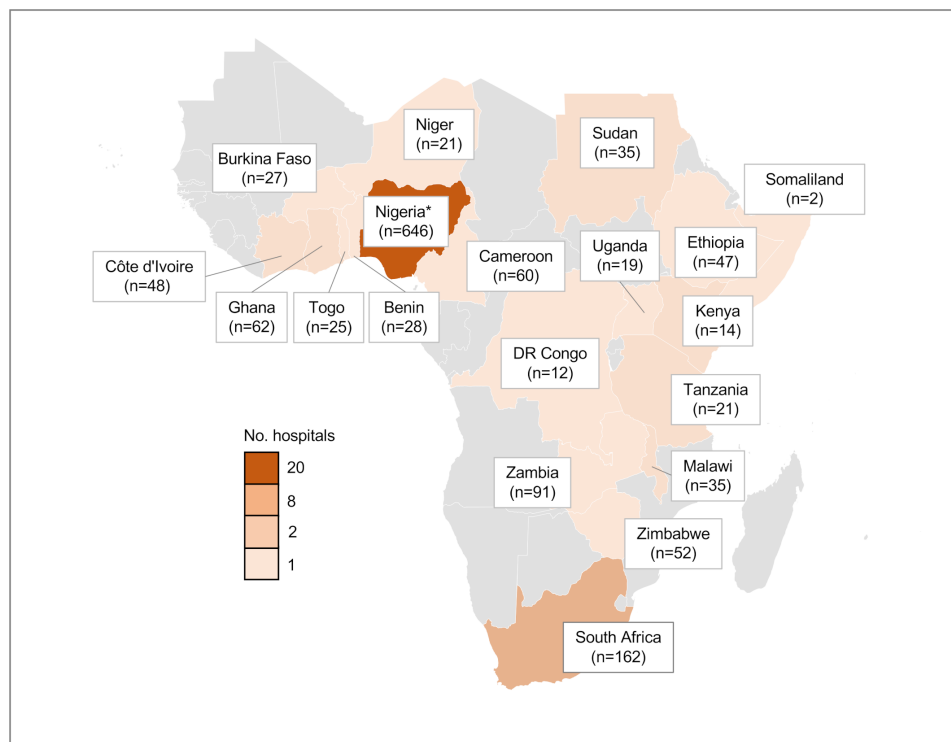 Niger
(n=21)
Sudan
(n=35)
Burkina Faso
(n=27)
Somaliland
(n=2)
Nigeria*
(n=646)
Cameroon
(n=60)
Uganda
(n=19)
Ethiopia
(n=47)
Côte d'Ivoire
(n=48)
Ghana
(n=62)
Togo
(n=25)
Benin
(n=28)
Kenya
(n=14)
DR Congo
(n=12)
Tanzania
(n=21)
No. hospitals
20
8
2
1
Zambia
(n=91)
Malawi
(n=35)
Zimbabwe
(n=52)
South Africa
(n=162)